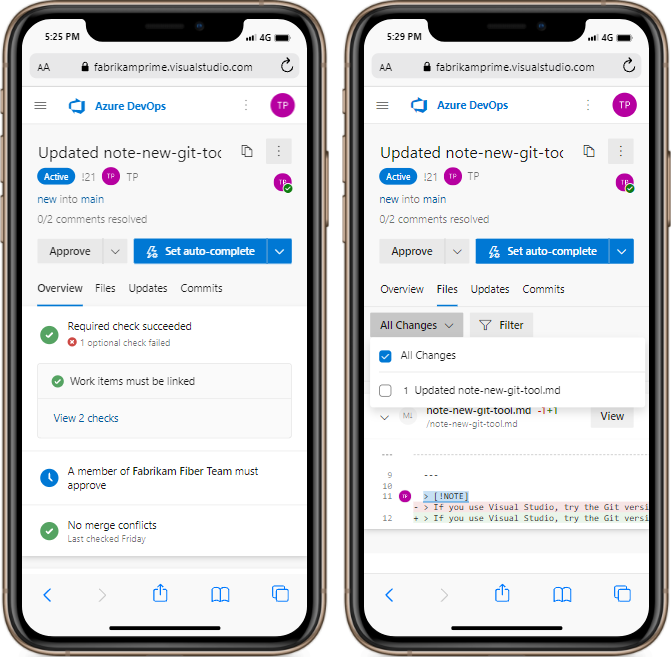 5:25 PM
4G
AA
fabrikamprime.visualstudio.com
Azure DevOps
TP
Updated note-new-git-toc
Active
!21
TP
TP
TP
new into main
0/2 comments resolved
Approve
Set auto-complete
Overview
Files
Updates
Commits
Required check succeeded
1 optional check failed
Work items must be linked
View 2 checks
A member of Fabrikam Fiber Team must
approve
No merge conflicts
Last checked Friday
5:29 PM
4G
AA
fabrikamprime.visualstudio.com
Azure DevOps
TP
Updated note-new-git-toc
Active
!21
TP
TP
TP
new into main
0/2 comments resolved
Approve
Set auto-complete
Overview
Files
Updates
Commits
All Changes
Filter
All Changes
1 Updated note-new-git-tool.md
note-new-git-tool.md -1+1
M↓
/note-new-git-tool.md
View
---
9 ---
10
11 TP > [!NOTE]
- > If you use Visual Studio, try the Git versi
12 + > If you use Visual Studio, try the Git versi